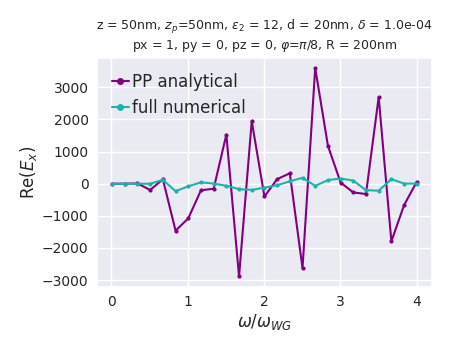 z = 50nm, z_p=50nm, ε_2 = 12, d = 20nm, δ = 1.0e-04
px = 1, py = 0, pz = 0, φ=π/8, R = 200nm
PP analytical
full numerical
Re(E_x)
3000
2000
1000
0
−1000
−2000
−3000
0 1 2 3 4
ω/ω_WG